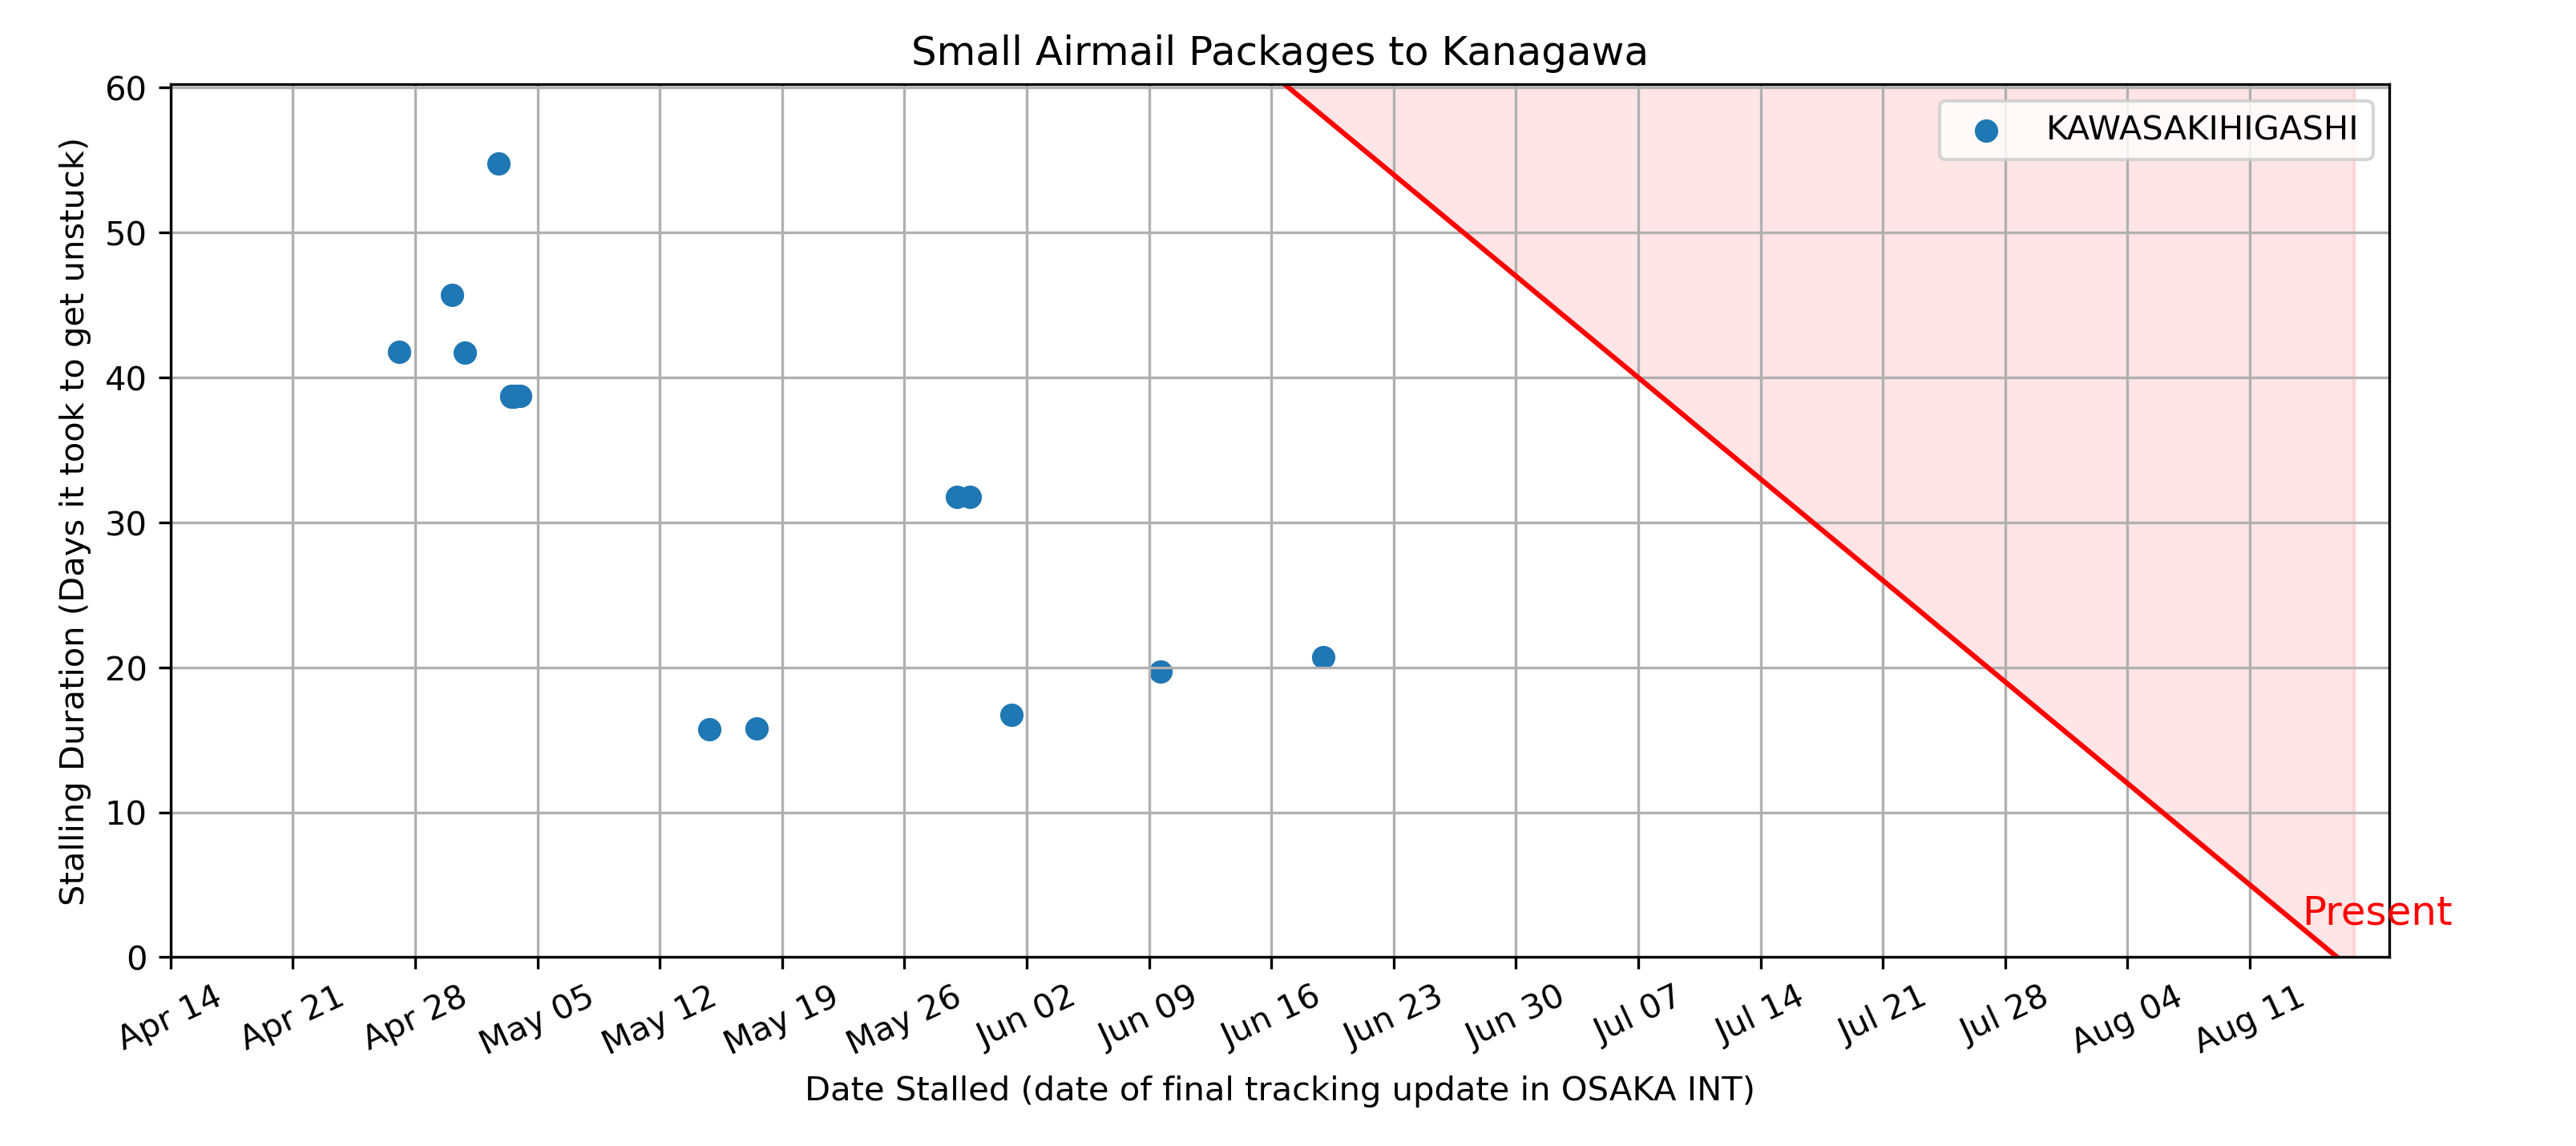 Small Airmail Packages to Kanagawa
KAWASAKIHIGASHI
Stalling Duration (Days it took to get unstuck)
60
50
40
30
20
10
0
Present
Apr 14
Apr 21
Apr 28
May 05
May 12
May 19
May 26
Jun 02
Jun 09
Jun 16
Jun 23
Jun 30
Jul 07
Jul 14
Jul 21
Jul 28
Aug 04
Aug 11
Date Stalled (date of final tracking update in OSAKA INT)